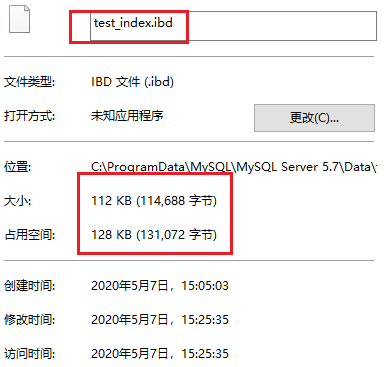 test_index.ibd
文件类型: IBD 文件 (.ibd)
打开方式: 未知应用程序 更改(C)...
位置: C:\ProgramData\MySQL\MySQL Server 5.7\Data\
大小: 112 KB (114,688 字节)
占用空间: 128 KB (131,072 字节)
创建时间: 2020年5月7日，15:05:03
修改时间: 2020年5月7日，15:25:35
访问时间: 2020年5月7日，15:25:35